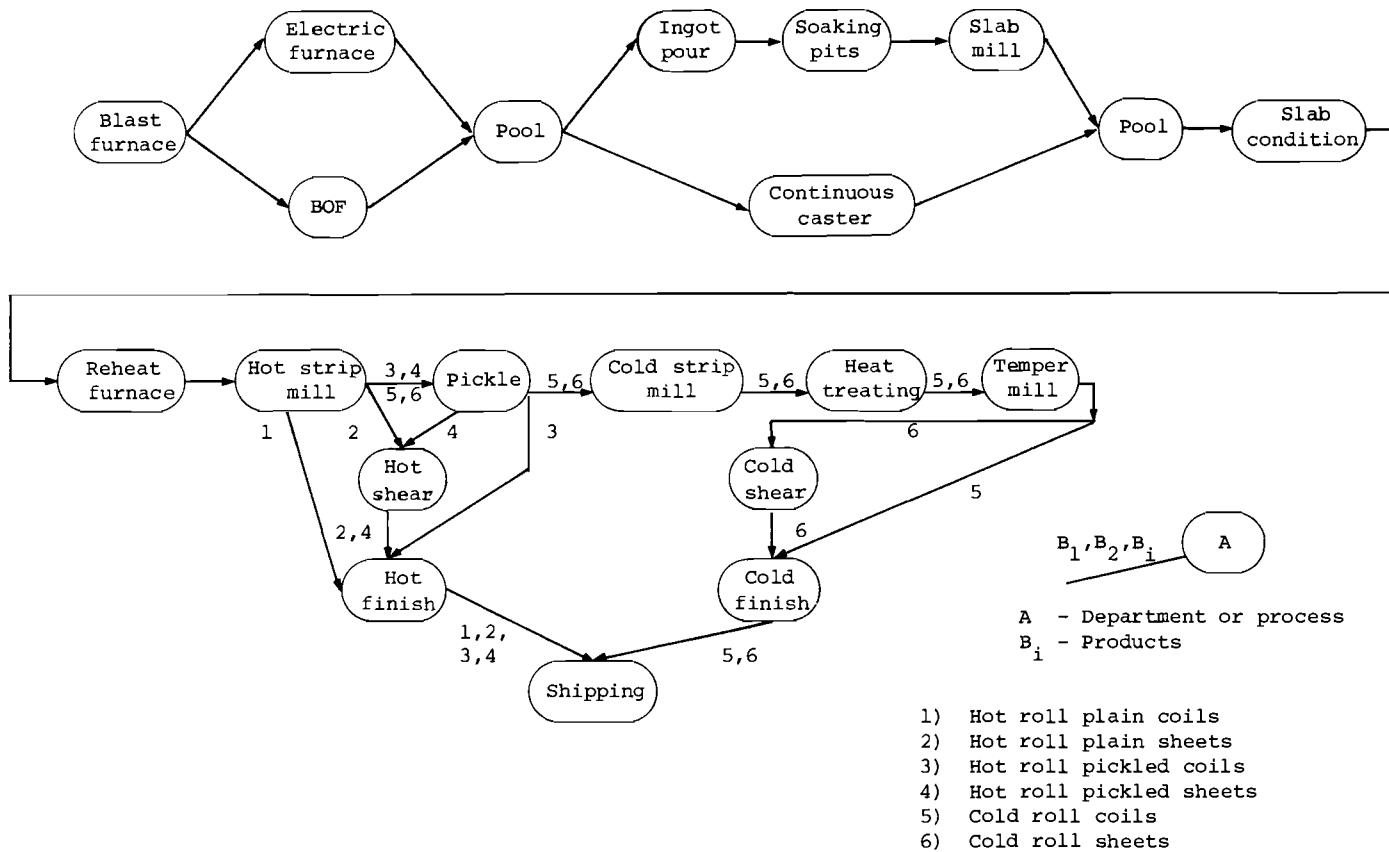 Electric
furnace
Ingot
pour
Soaking
pits
Slab
mill
Blast
furnace
Pool
Pool
Slab
condition
BOF
Continuous
caster
Reheat
furnace
Hot strip
mill
3,4
5,6
Pickle
5,6
Cold strip
mill
5,6
Heat
treating
5,6
Temper
mill
1
2
4
3
6
Hot
shear
Cold
shear
5
2,4
6
Hot
finish
Cold
finish
B1,B2,Bi
A
1,2,
3,4
5,6
Shipping
A - Department or process
Bi - Products
1) Hot roll plain coils
2) Hot roll plain sheets
3) Hot roll pickled coils
4) Hot roll pickled sheets
5) Cold roll coils
6) Cold roll sheets